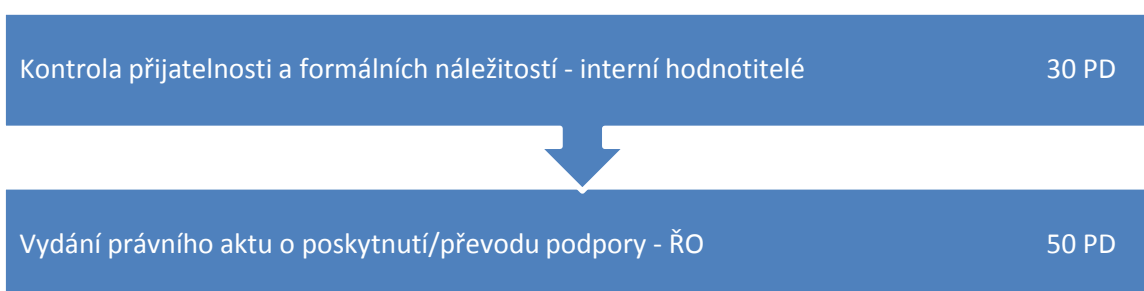 Kontrola přijatelnosti a formálních náležitostí - interní hodnotitelé 30 PD
Vydání právního aktu o poskytnutí/převodu podpory - ŘO 50 PD